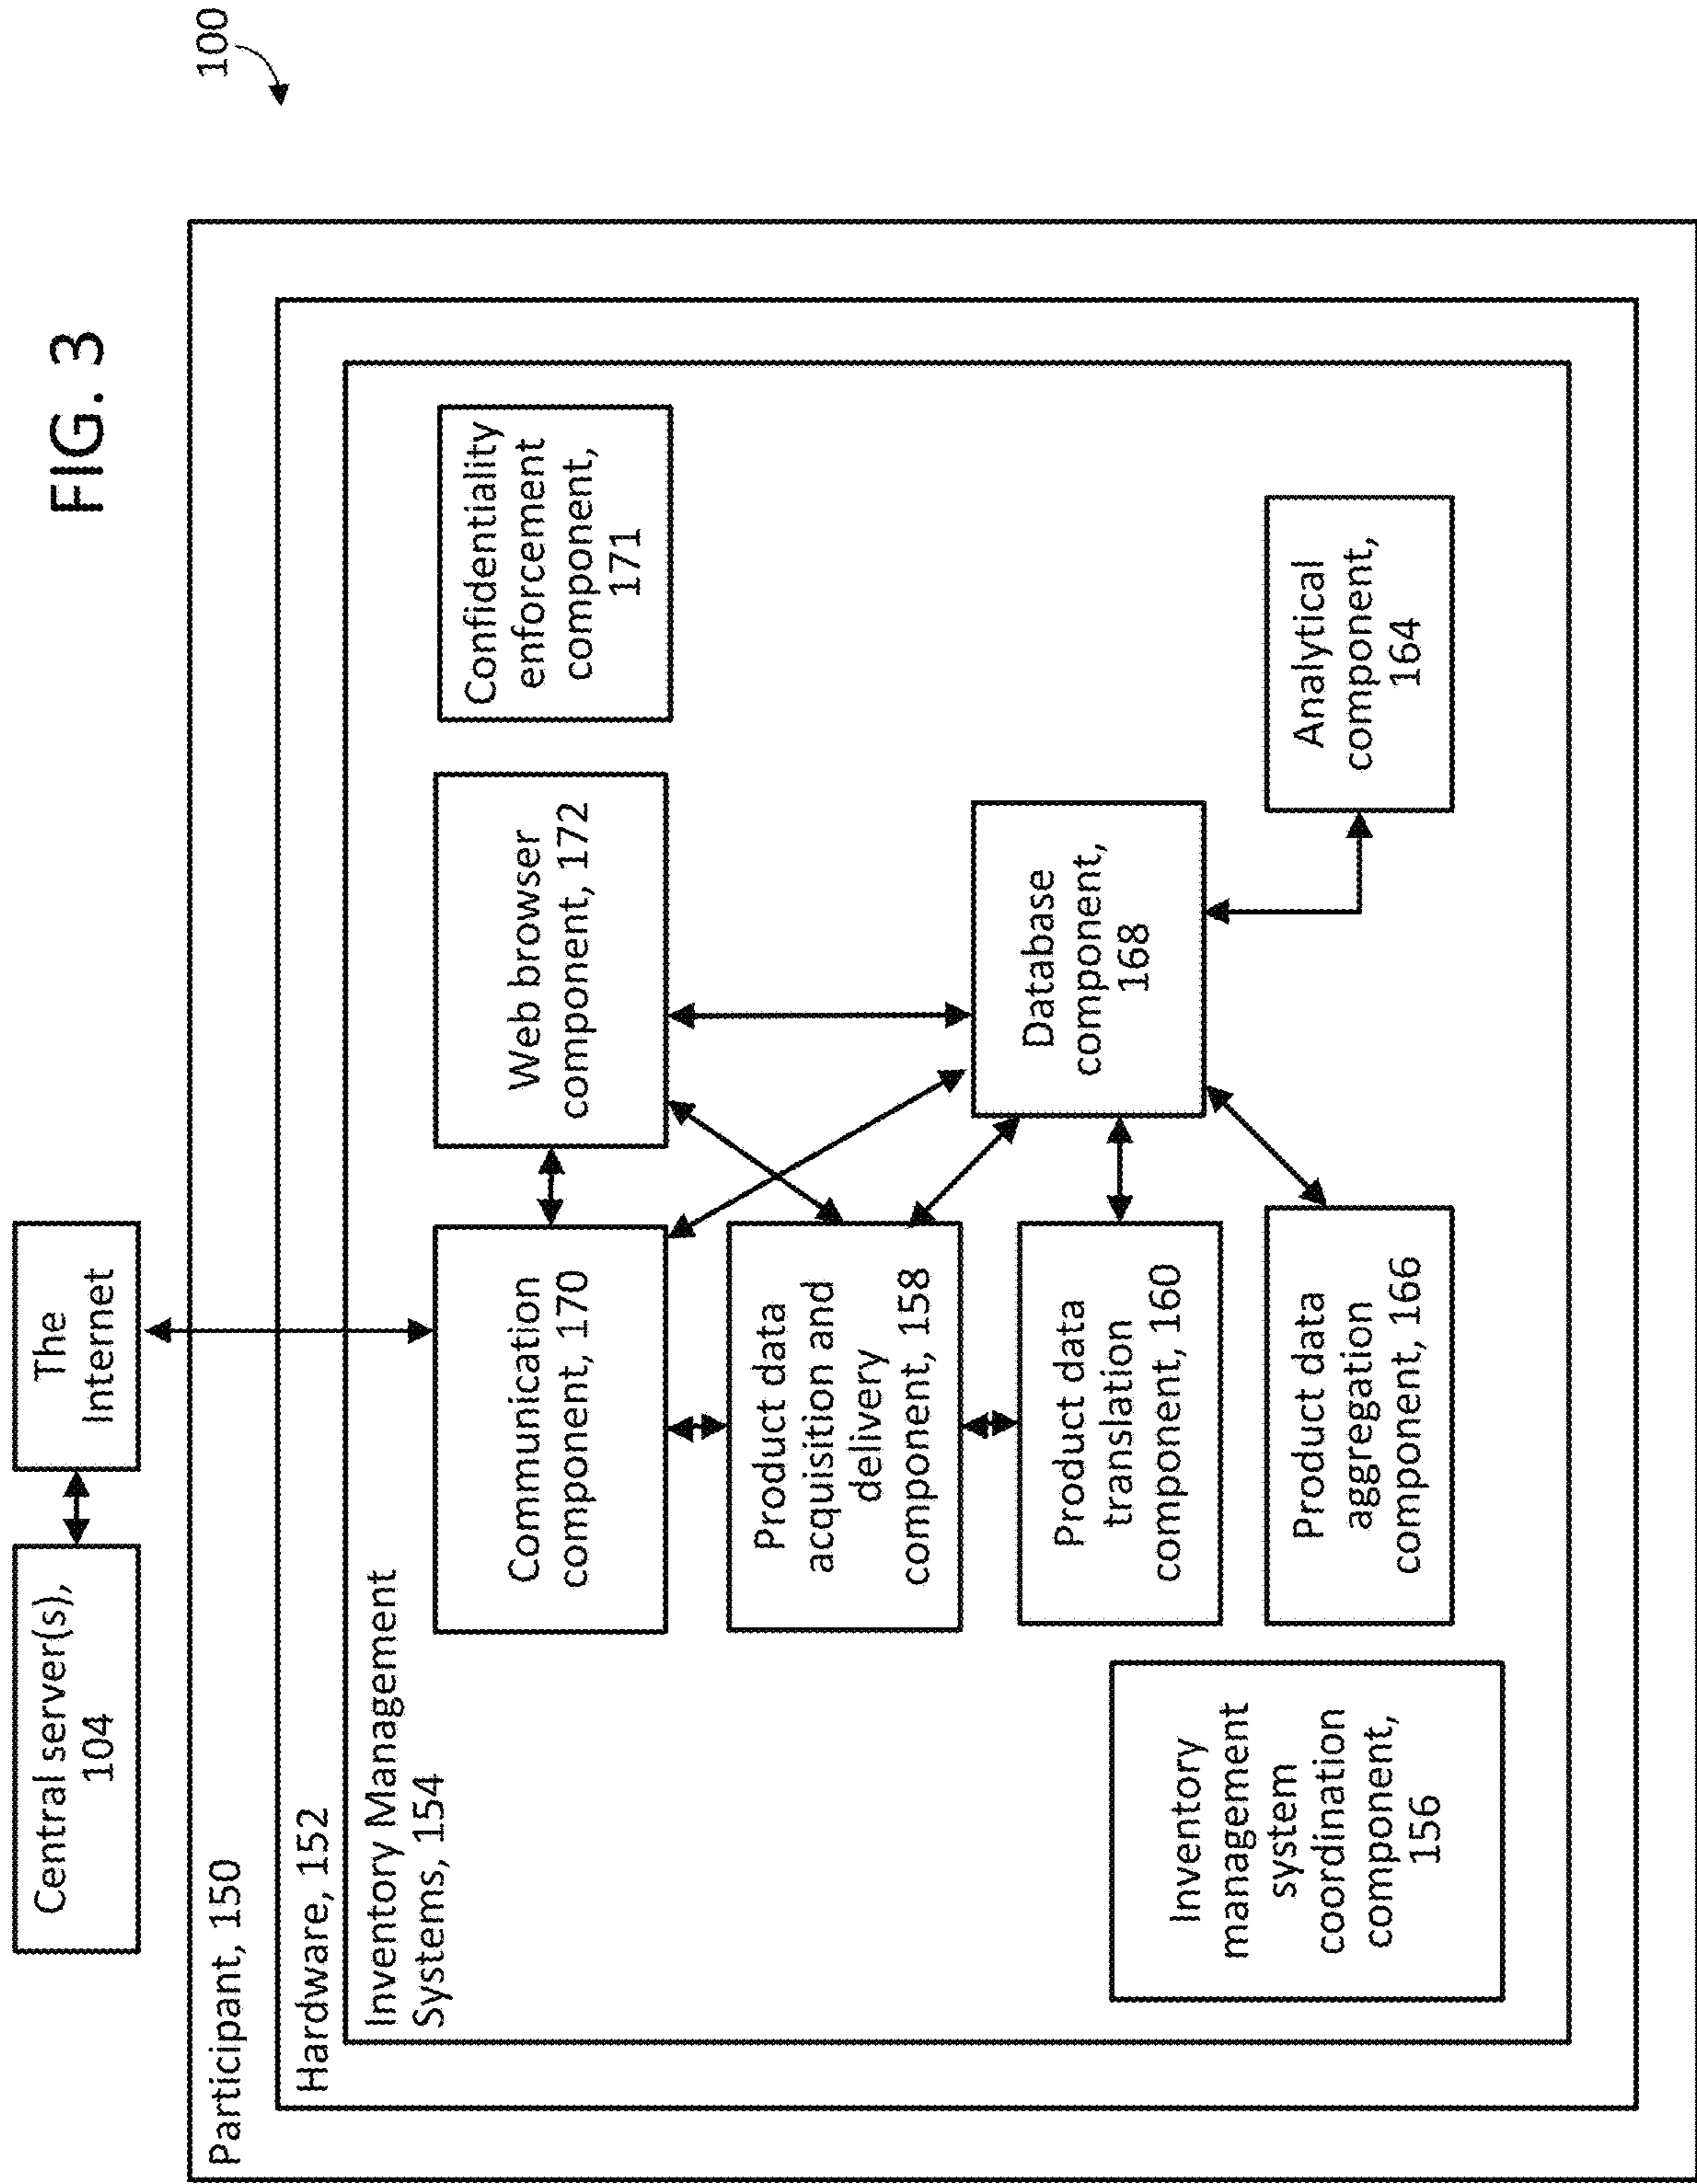 FIG. 3
100
Central server(s),
104
The
Internet
Participant, 150
Hardware, 152
Inventory Management
Systems, 154
Communication
component, 170
Web browser
component, 172
Confidentiality
enforcement
component,
171
Product data
acquisition and
delivery
component, 158
Product data
translation
component, 160
Database
component,
168
Inventory
management
system
coordination
component,
156
Product data
aggregation
component, 166
Analytical
component,
164